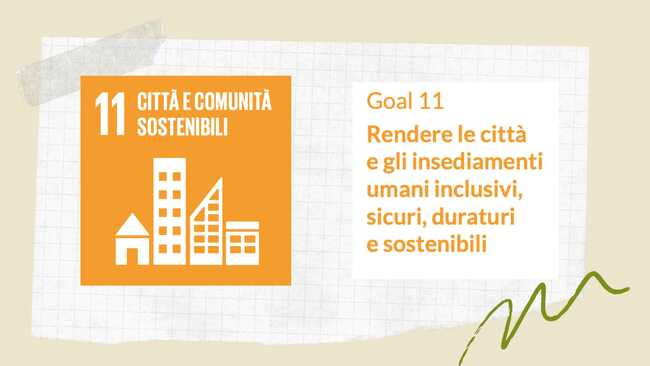 11 CITTÀ E COMUNITÀ
SOSTENIBILI
Goal 11
Rendere le città
e gli insediamenti
umani inclusivi,
sicuri, duraturi
e sostenibili